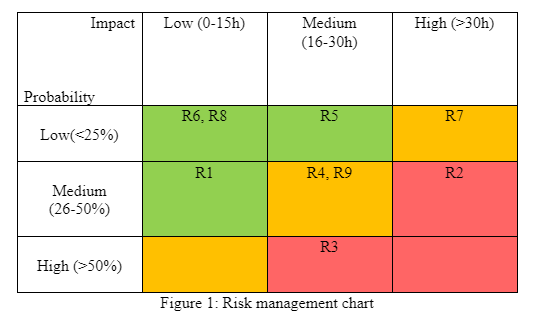 Impact
Probability
Low (0-15h)
Medium
(16-30h)
High (>30h)
Low(<25%)
R6, R8
R5
R7
Medium
(26-50%)
R1
R4, R9
R2
High (>50%)
R3
Figure 1: Risk management chart